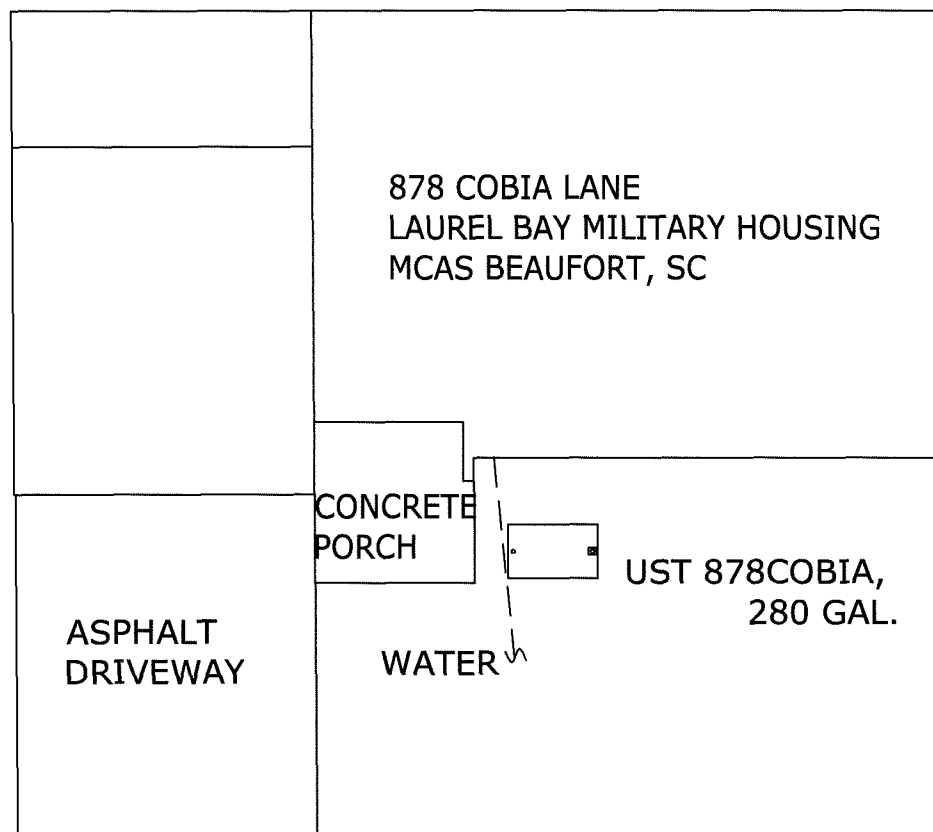 878 COBIA LANE
LAUREL BAY MILITARY HOUSING
MCAS BEAUFORT, SC
CONCRETE
PORCH
UST 878COBIA,
280 GAL.
ASPHALT
DRIVEWAY
WATER